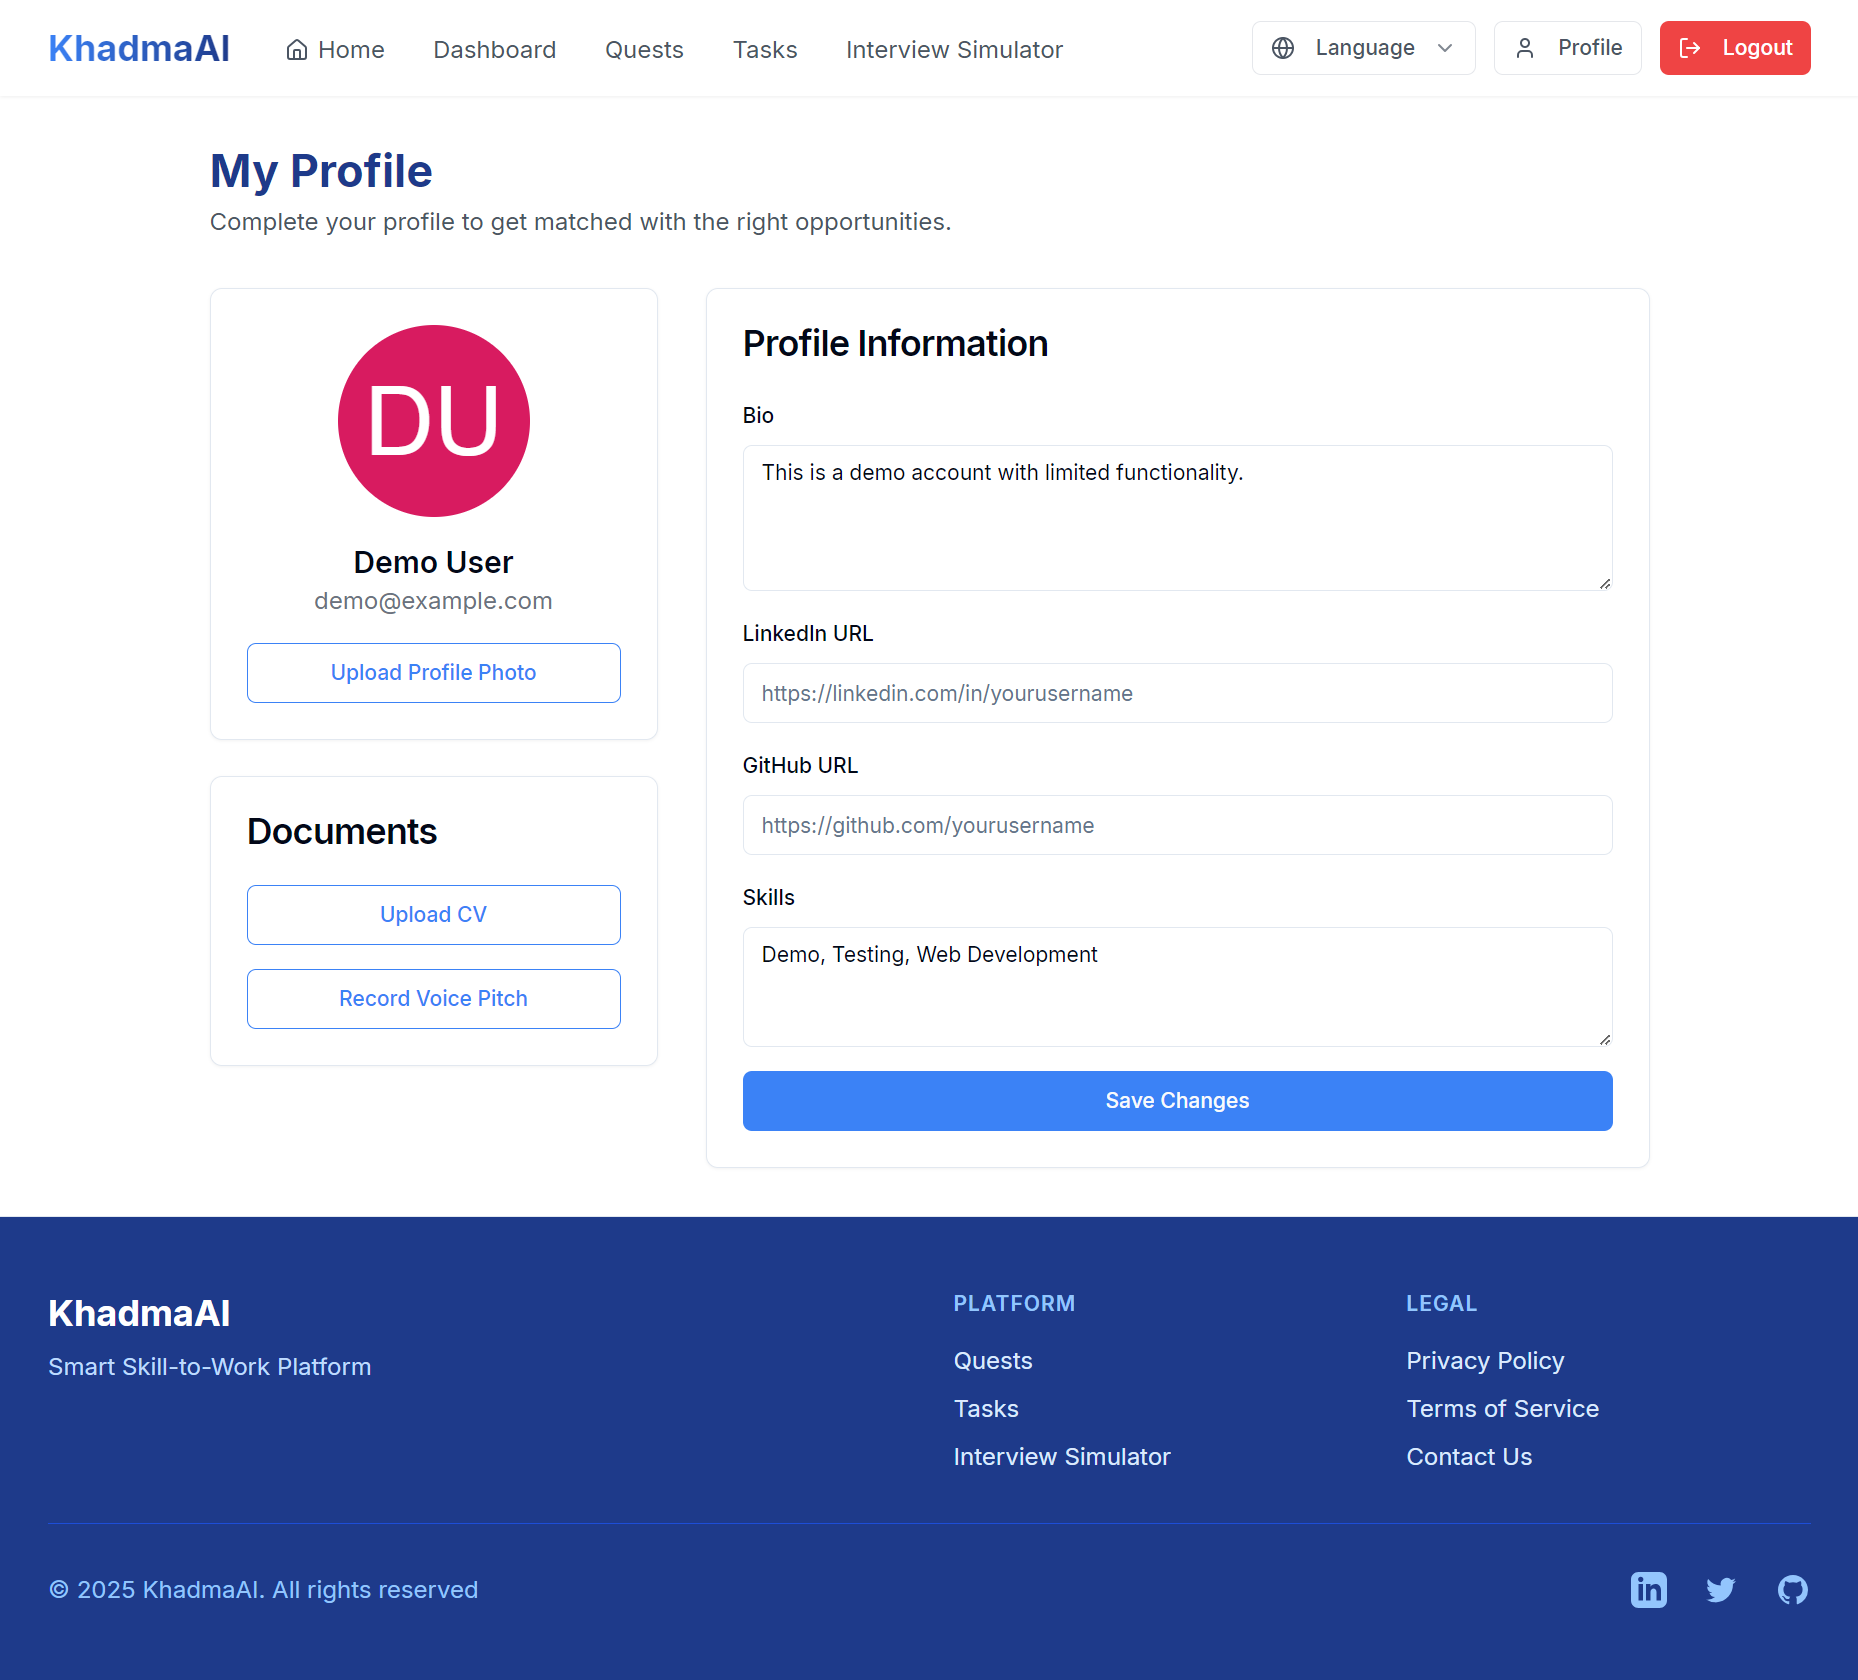 KhadmaAI
Home
Dashboard
Quests
Tasks
Interview Simulator
Language
Profile
Logout
My Profile
Complete your profile to get matched with the right opportunities.
DU
Demo User
demo@example.com
Upload Profile Photo
Documents
Upload CV
Record Voice Pitch
Profile Information
Bio
This is a demo account with limited functionality.
LinkedIn URL
https://linkedin.com/in/yourusername
GitHub URL
https://github.com/yourusername
Skills
Demo, Testing, Web Development
Save Changes
KhadmaAI
Smart Skill-to-Work Platform
PLATFORM
Quests
Tasks
Interview Simulator
LEGAL
Privacy Policy
Terms of Service
Contact Us
© 2025 KhadmaAI. All rights reserved
in